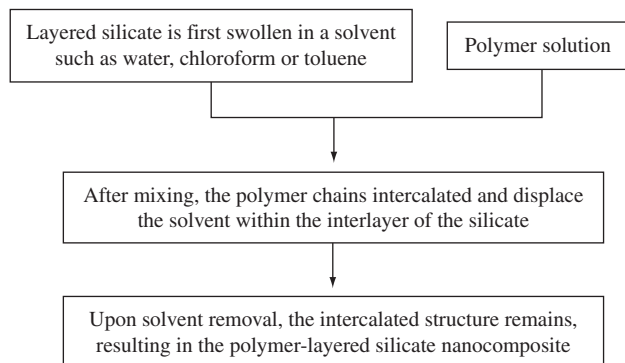 Layered silicate is first swollen in a solvent
such as water, chloroform or toluene
Polymer solution
After mixing, the polymer chains intercalated and displace
the solvent within the interlayer of the silicate
Upon solvent removal, the intercalated structure remains,
resulting in the polymer-layered silicate nanocomposite